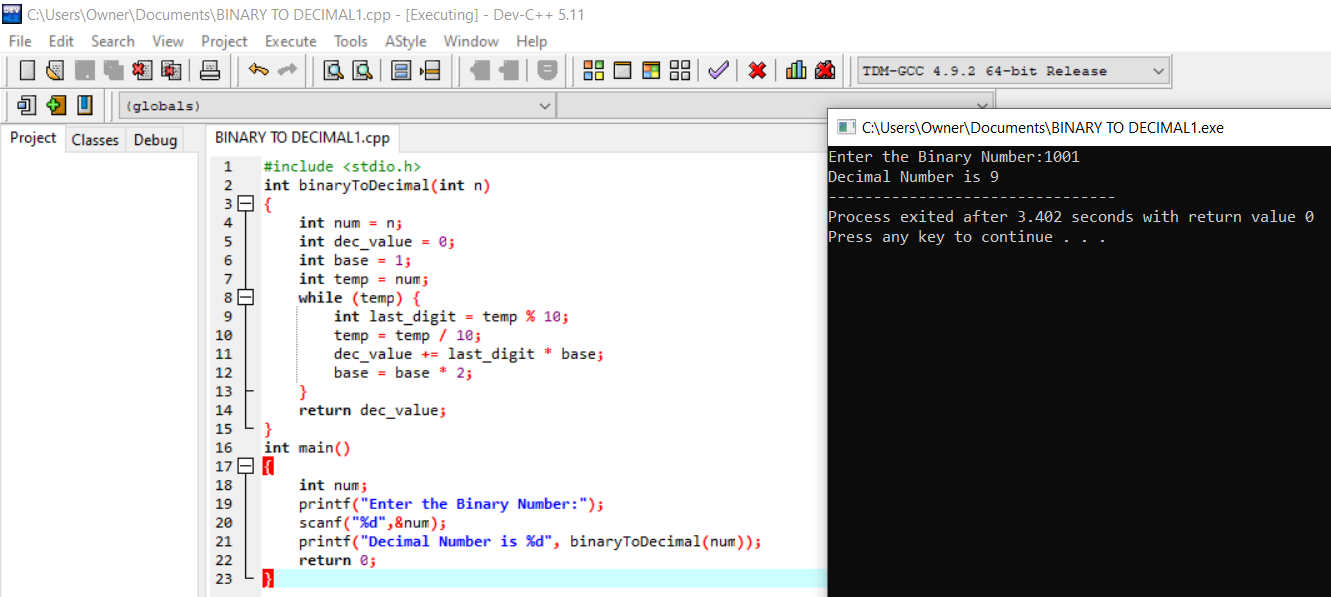 C:\Users\Owner\Documents\BINARY TO DECIMAL1.cpp - [Executing] - Dev-C++ 5.11
File Edit Search View Project Execute Tools AStyle Window Help
TDM-GCC 4.9.2 64-bit Release
(globals)
Project Classes Debug
BINARY TO DECIMAL1.cpp
1 #include <stdio.h>
2 int binaryToDecimal(int n)
3 {
4 int num = n;
5 int dec_value = 0;
6 int base = 1;
7 int temp = num;
8 while (temp) {
9 int last_digit = temp % 10;
10 temp = temp / 10;
11 dec_value += last_digit * base;
12 base = base * 2;
13 }
14 return dec_value;
15 }
16 int main()
17 {
18 int num;
19 printf("Enter the Binary Number:");
20 scanf("%d",&num);
21 printf("Decimal Number is %d", binaryToDecimal(num));
22 return 0;
23 }
C:\Users\Owner\Documents\BINARY TO DECIMAL1.exe
Enter the Binary Number:1001
Decimal Number is 9
--------------------------------
Process exited after 3.402 seconds with return value 0
Press any key to continue . . .